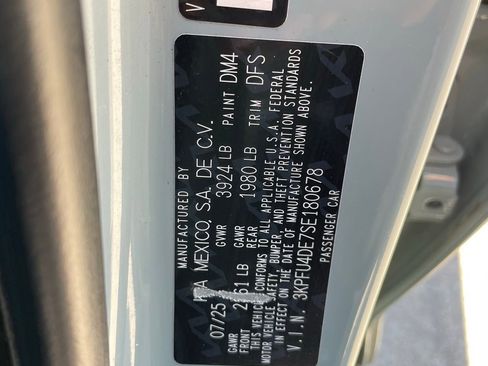 V
MANUFACTURED BY
KIA MEXICO, S.A. DE C.V.
07/25 GVWR 3924 LB PAINT DM4
GAWR FRONT 2161 LB GAWR REAR 1980 LB TRIM DFS
THIS VEHICLE CONFORMS TO ALL APPLICABLE U.S.A. FEDERAL
MOTOR VEHICLE SAFETY, BUMPER, AND THEFT PREVENTION STANDARDS
IN EFFECT ON THE DATE OF MANUFACTURE SHOWN ABOVE.
V.I.N. 3KPFU4DE7SE180678
PASSENGER CAR